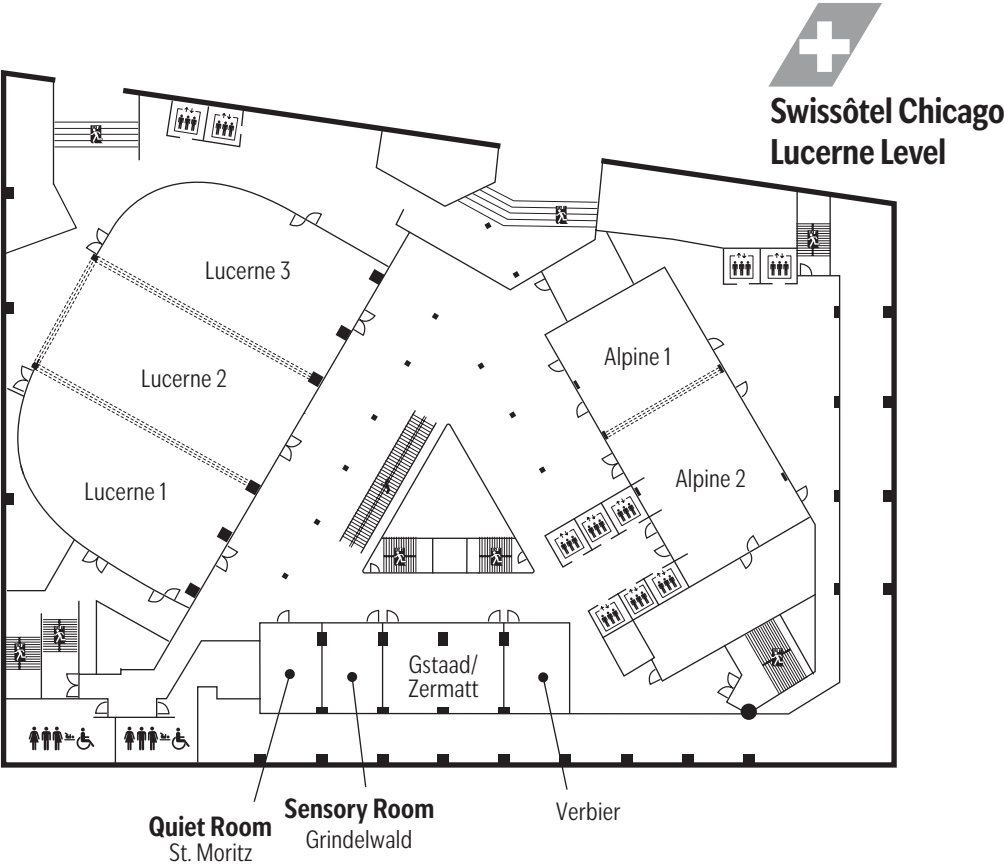 Swissôtel Chicago
Lucerne Level
Lucerne 3
Lucerne 2
Lucerne 1
Alpine 1
Alpine 2
Gstaad/
Zermatt
Quiet Room
St. Moritz
Sensory Room
Grindelwald
Verbier